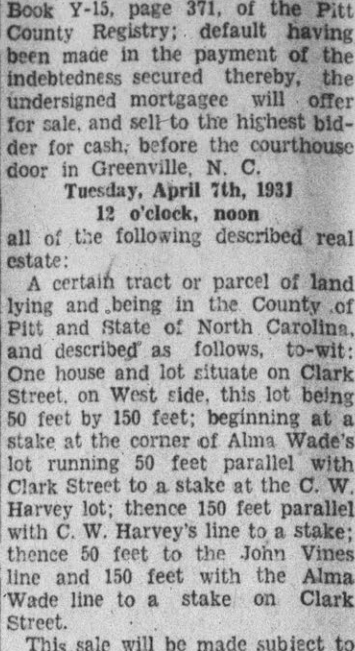 Book Y-15, page 371, of the Pitt
County Registry; default having
been made in the payment of the
indebtedness secured thereby, the
undersigned mortgagee will offer
for sale, and sell to the highest bid-
der for cash, before the courthouse
door in Greenville, N. C.
Tuesday, April 7th, 1931
12 o'clock, noon
all of the following described real
estate:
A certain tract or parcel of land
lying and being in the County of
Pitt and State of North Carolina,
and described as follows, to-wit:
One house and lot situate on Clark
Street, on West side, this lot being
50 feet by 150 feet; beginning at a
stake at the corner of Alma Wade's
lot running 50 feet parallel with
Clark Street to a stake at the C. W.
Harvey lot; thence 150 feet parallel
with C. W. Harvey's line to a stake;
thence 50 feet to the John Vines
line and 150 feet with the Alma
Wade line to a stake on Clark
Street.
This sale will be made subject to